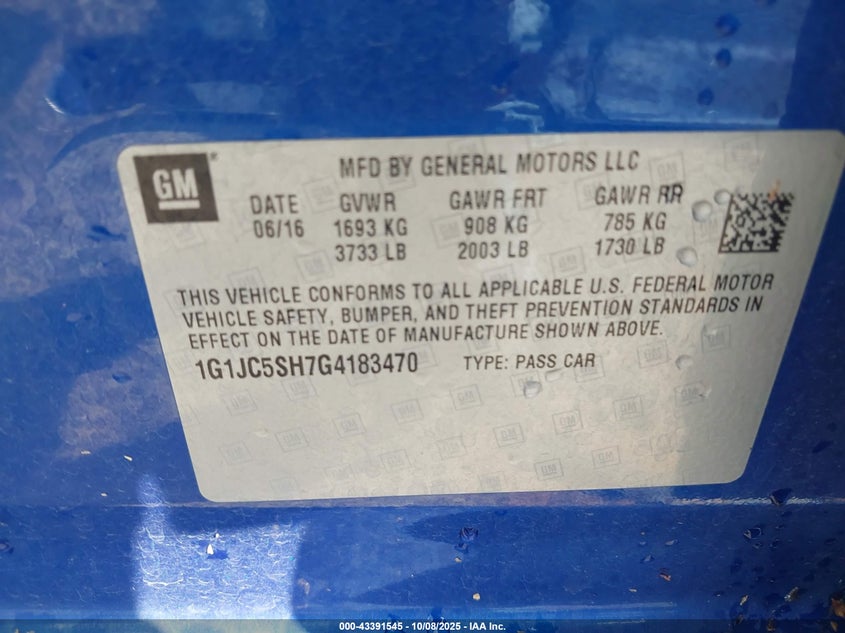 GM ® MFD BY GENERAL MOTORS LLC
DATE GVWR GAWR FRT GAWR RR
06/16 1693 KG 908 KG 785 KG
3733 LB 2003 LB 1730 LB
THIS VEHICLE CONFORMS TO ALL APPLICABLE U.S. FEDERAL MOTOR
VEHICLE SAFETY, BUMPER, AND THEFT PREVENTION STANDARDS IN
EFFECT ON THE DATE OF MANUFACTURE SHOWN ABOVE.
1G1JC5SH7G4183470 TYPE: PASS CAR
000-43391545 - 10/08/2025 - IAA Inc.